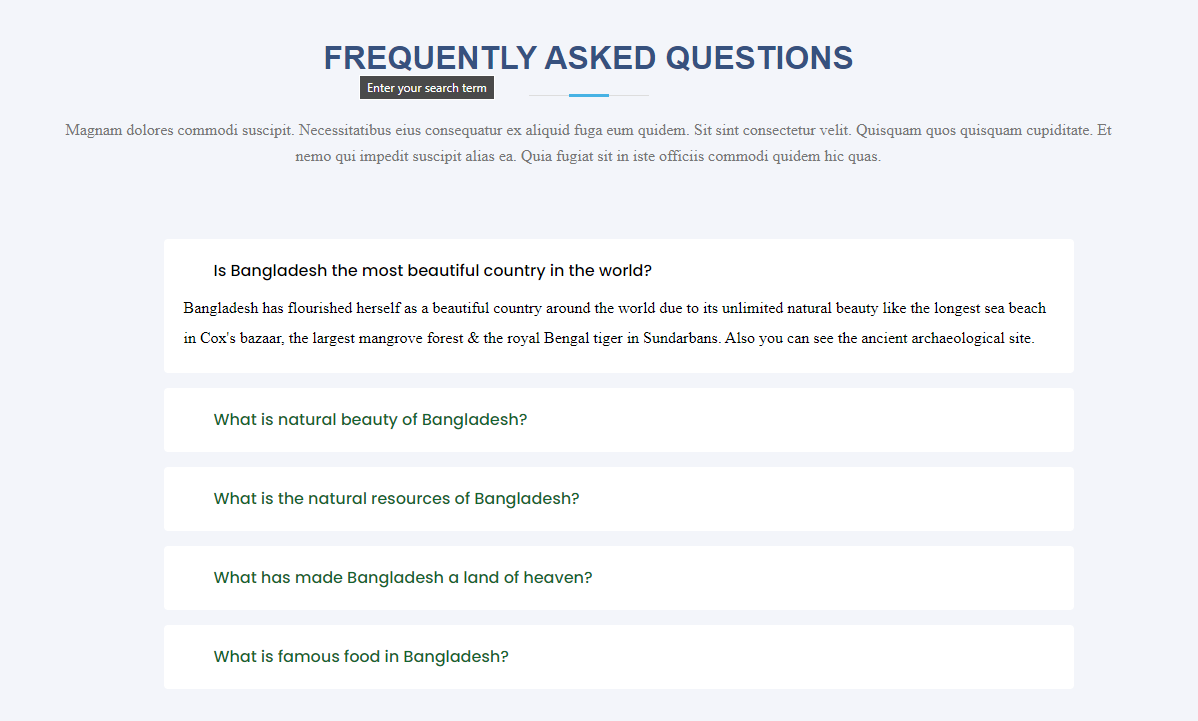 FREQUENTLY ASKED QUESTIONS
Enter your search term
Magnam dolores commodi suscipit. Necessitatibus eius consequatur ex aliquid fuga eum quidem. Sit sint consectetur velit. Quisquam quos quisquam cupiditate. Et
nemo qui impedit suscipit alias ea. Quia fugiat sit in iste officiis commodi quidem hic quas.
Is Bangladesh the most beautiful country in the world?
Bangladesh has flourished herself as a beautiful country around the world due to its unlimited natural beauty like the longest sea beach
in Cox's bazaar, the largest mangrove forest & the royal Bengal tiger in Sundarbans. Also you can see the ancient archaeological site.
What is natural beauty of Bangladesh?
What is the natural resources of Bangladesh?
What has made Bangladesh a land of heaven?
What is famous food in Bangladesh?